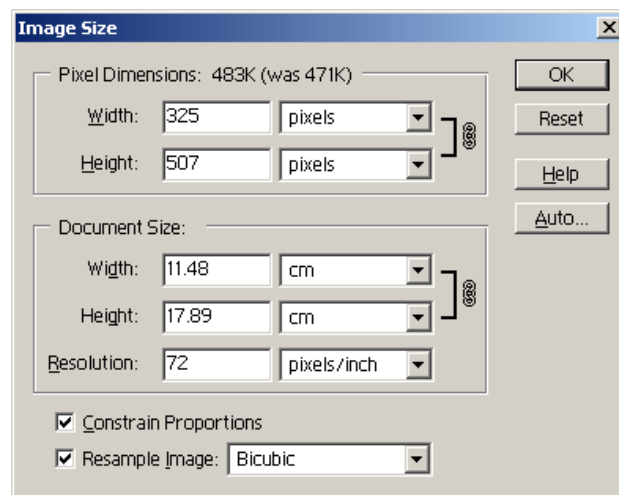 Image Size
Pixel Dimensions: 483K (was 471K)
Width: 325 pixels
Height: 507 pixels
Document Size:
Width: 11.48 cm
Height: 17.89 cm
Resolution: 72 pixels/inch
Constrain Proportions
Resample Image: Bicubic
OK
Reset
Help
Auto...